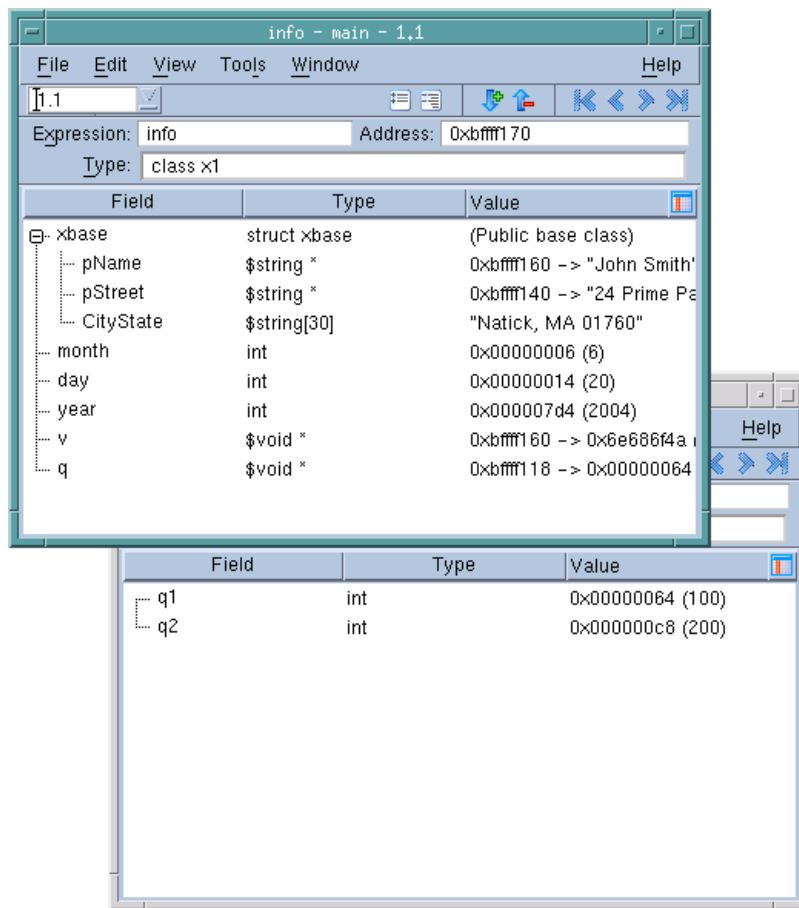 info - main - 1.1
File Edit View Tools Window Help
1.1
Expression: info Address: 0xbffff170
Type: class x1
Field Type Value
xbase struct xbase (Public base class)
pName $string * 0xbffff160 -> "John Smith"
pStreet $string * 0xbffff140 -> "24 Prime Pa
CityState $string[30] "Natick, MA 01760"
month int 0x00000006 (6)
day int 0x00000014 (20)
year int 0x000007d4 (2004)
v $void * 0xbffff160 -> 0x6e686f4a
q $void * 0xbffff118 -> 0x00000064
Help
Field Type Value
q1 int 0x00000064 (100)
q2 int 0x000000c8 (200)